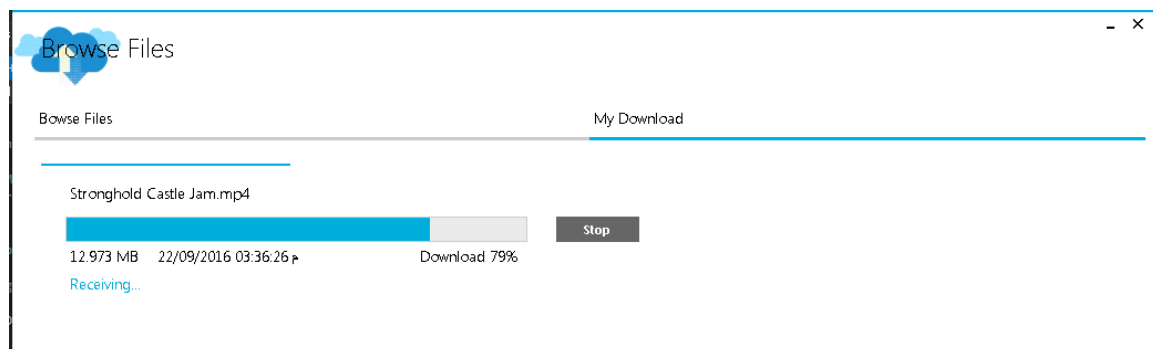 Browse Files
Bowse Files
My Download
Stronghold Castle Jam.mp4
Stop
12.973 MB 22/09/2016 03:36:26 م Download 79%
Receiving...